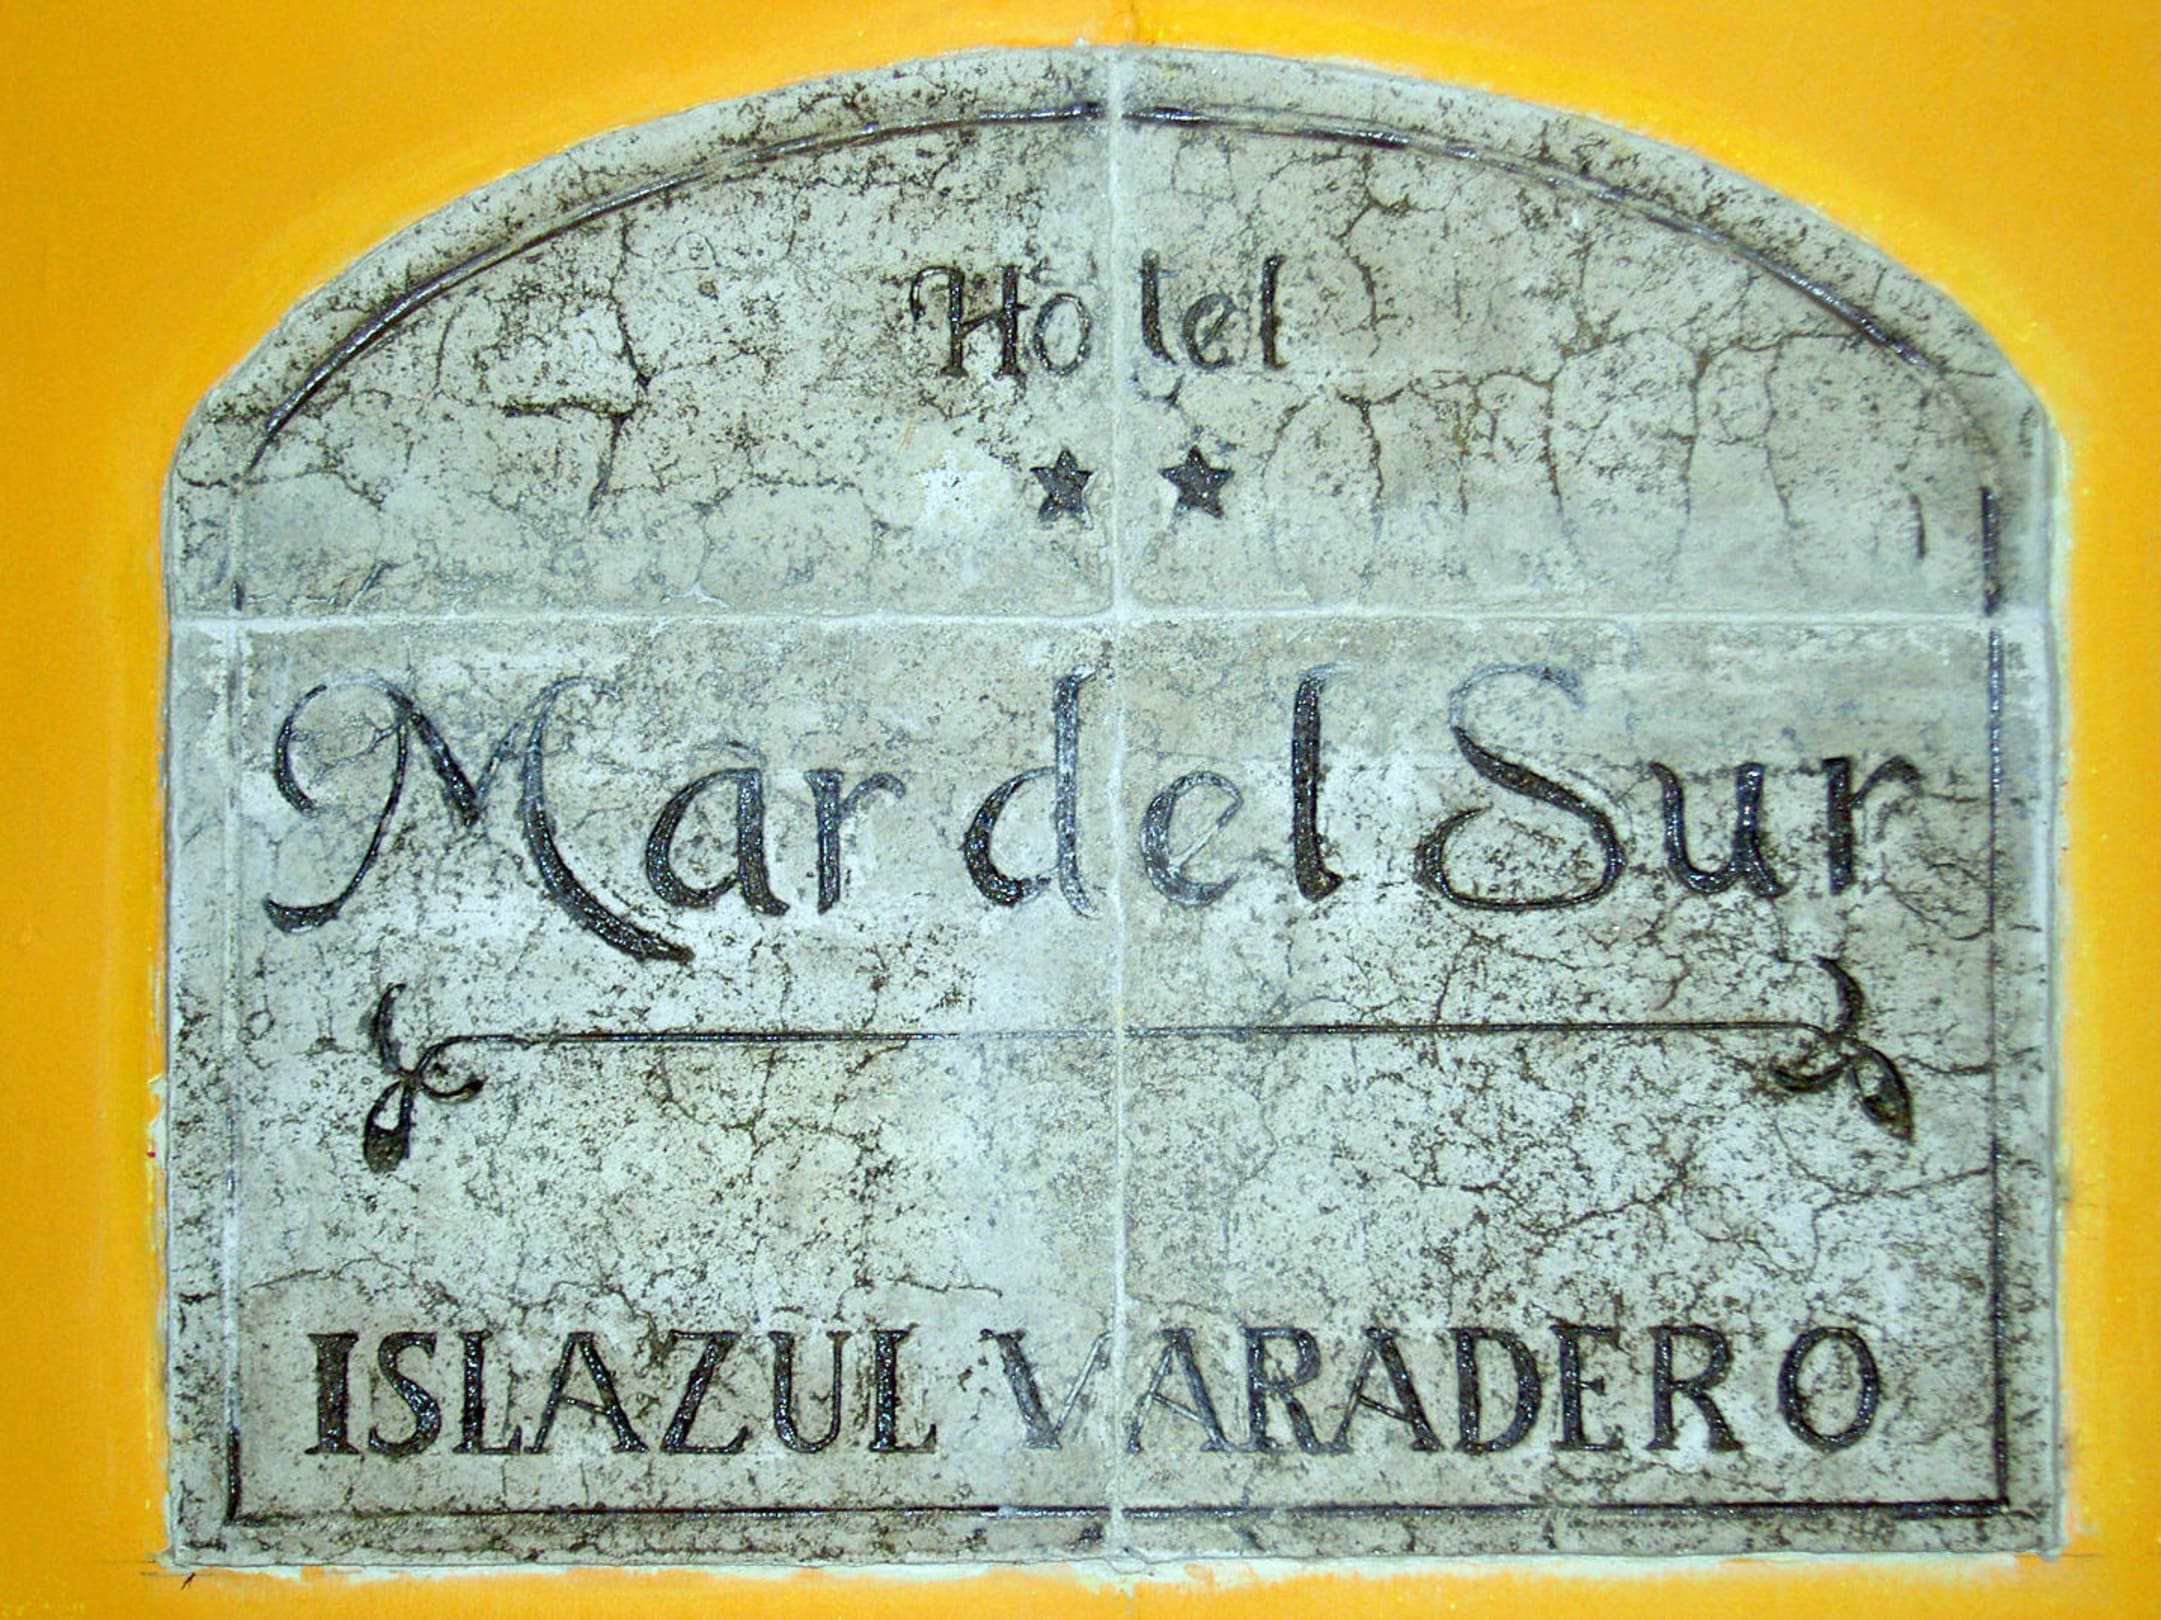 Hotel
★★
Mar del Sur
ISLAZUL VARADERO